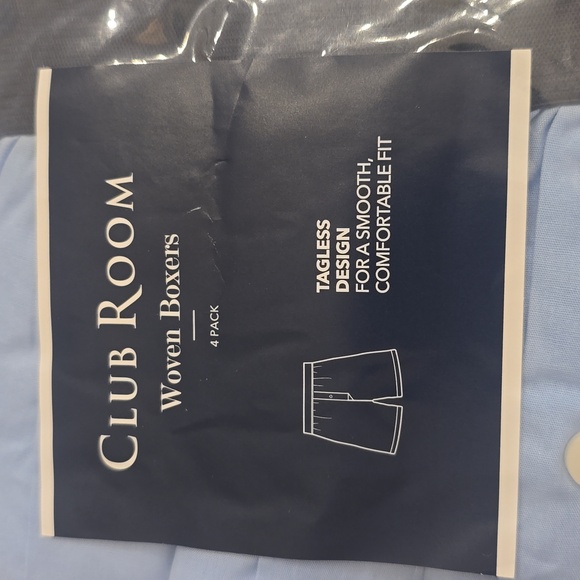 CLUB ROOM
Woven Boxers
4 PACK
TAGLESS
DESIGN
FOR A SMOOTH,
COMFORTABLE FIT